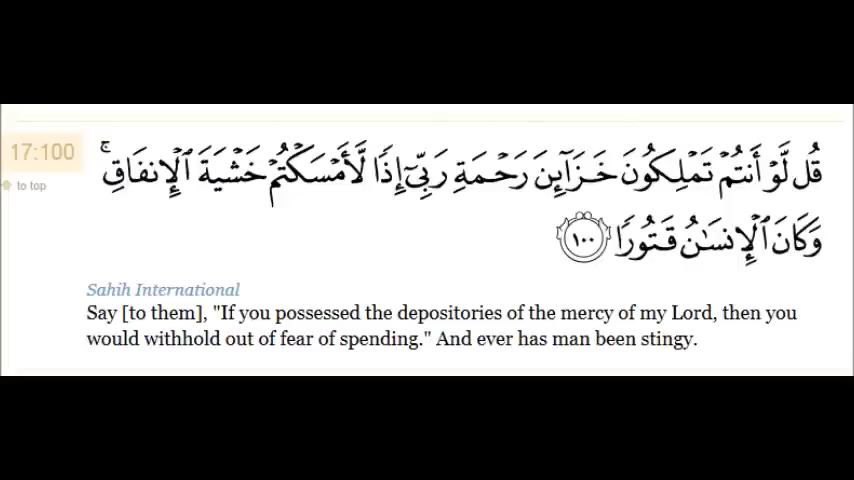 17:100
to top
قُل لَّوْ أَنتُمْ تَمْلِكُونَ خَزَآئِنَ رَحْمَةِ رَبِّىٓ إِذًا لَّأَمْسَكْتُمْ خَشْيَةَ ٱلْإِنفَاقِ ۚ
وَكَانَ ٱلْإِنسَـٰنُ قَتُورًا ١٠٠
Sahih International
Say [to them], "If you possessed the depositories of the mercy of my Lord, then you
would withhold out of fear of spending." And ever has man been stingy.